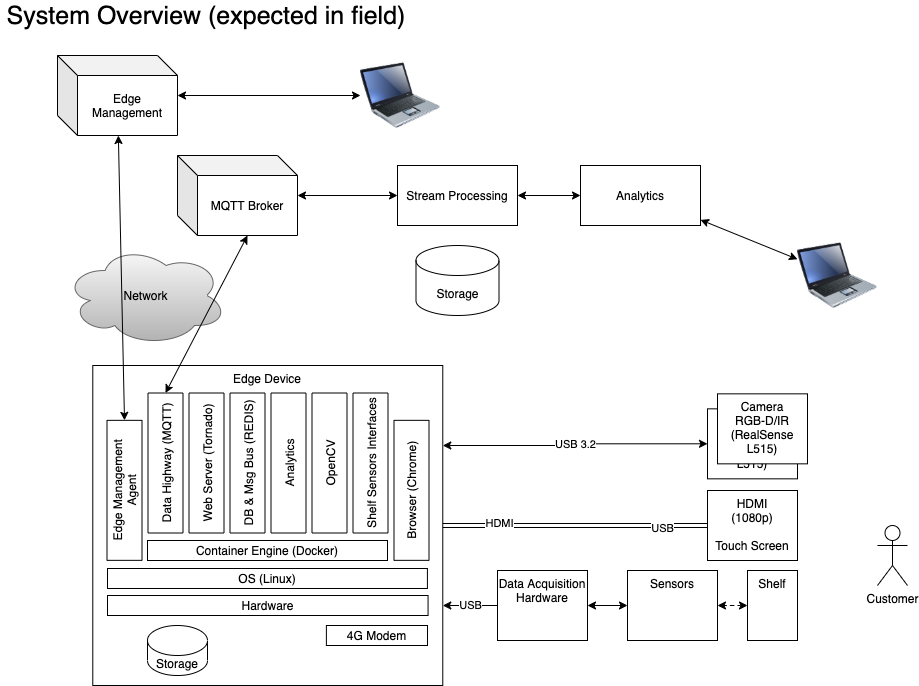 System Overview (expected in field)
Edge
Management
MQTT Broker
Stream Processing
Analytics
Storage
Network
Edge Device
Edge Management
Agent
Data Highway (MQTT)
Web Server (Tornado)
DB & Msg Bus (REDIS)
Analytics
OpenCV
Shelf Sensors Interfaces
Browser (Chrome)
Container Engine (Docker)
OS (Linux)
Hardware
4G Modem
Storage
USB 3.2
Camera
RGB-D/IR
(RealSense
L515)
L515)
HDMI
USB
HDMI
(1080p)
Touch Screen
USB
Data Acquisition
Hardware
Sensors
Shelf
Customer